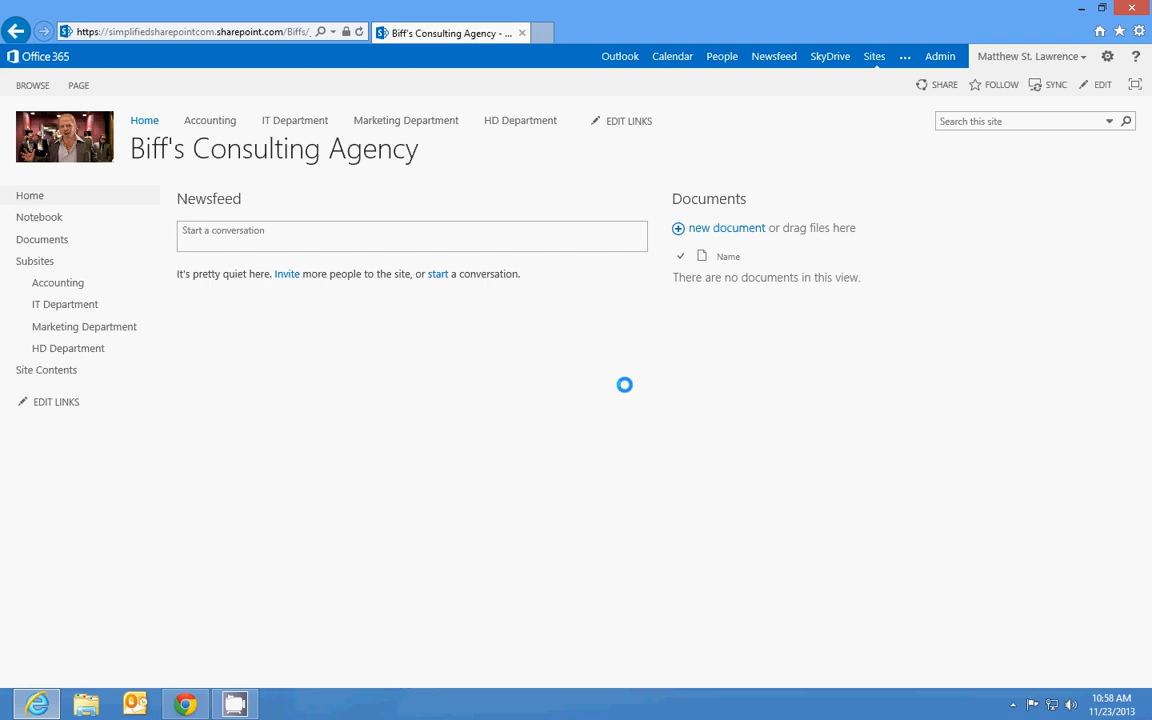 https://simplifiedsharepointcom.sharepoint.com/Biffs/_
Biff's Consulting Agency - ...
Office 365
Outlook Calendar People Newsfeed SkyDrive Sites ... Admin Matthew St. Lawrence ?
BROWSE PAGE SHARE FOLLOW SYNC EDIT
Home Accounting IT Department Marketing Department HD Department EDIT LINKS
Search this site
Biff's Consulting Agency
Home
Notebook
Documents
Subsites
Accounting
IT Department
Marketing Department
HD Department
Site Contents
EDIT LINKS
Newsfeed
Start a conversation
It's pretty quiet here. Invite more people to the site, or start a conversation.
Documents
new document or drag files here
Name
There are no documents in this view.
10:58 AM
11/23/2013